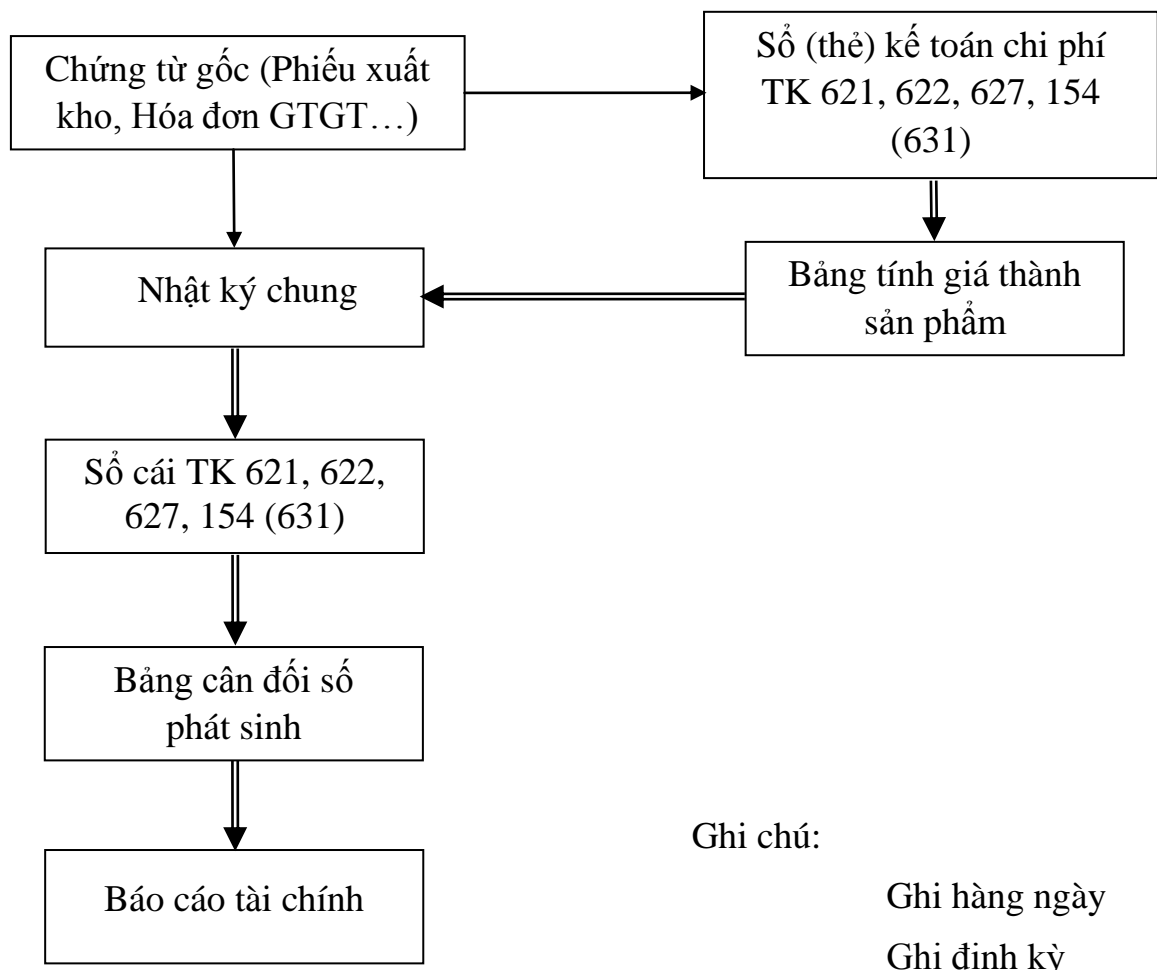 Chứng từ gốc (Phiếu xuất
kho, Hóa đơn GTGT…)
Sổ (thẻ) kế toán chi phí
TK 621, 622, 627, 154
(631)
Nhật ký chung
Bảng tính giá thành
sản phẩm
Sổ cái TK 621, 622,
627, 154 (631)
Bảng cân đối số
phát sinh
Báo cáo tài chính
Ghi chú:
Ghi hàng ngày
Ghi định kỳ